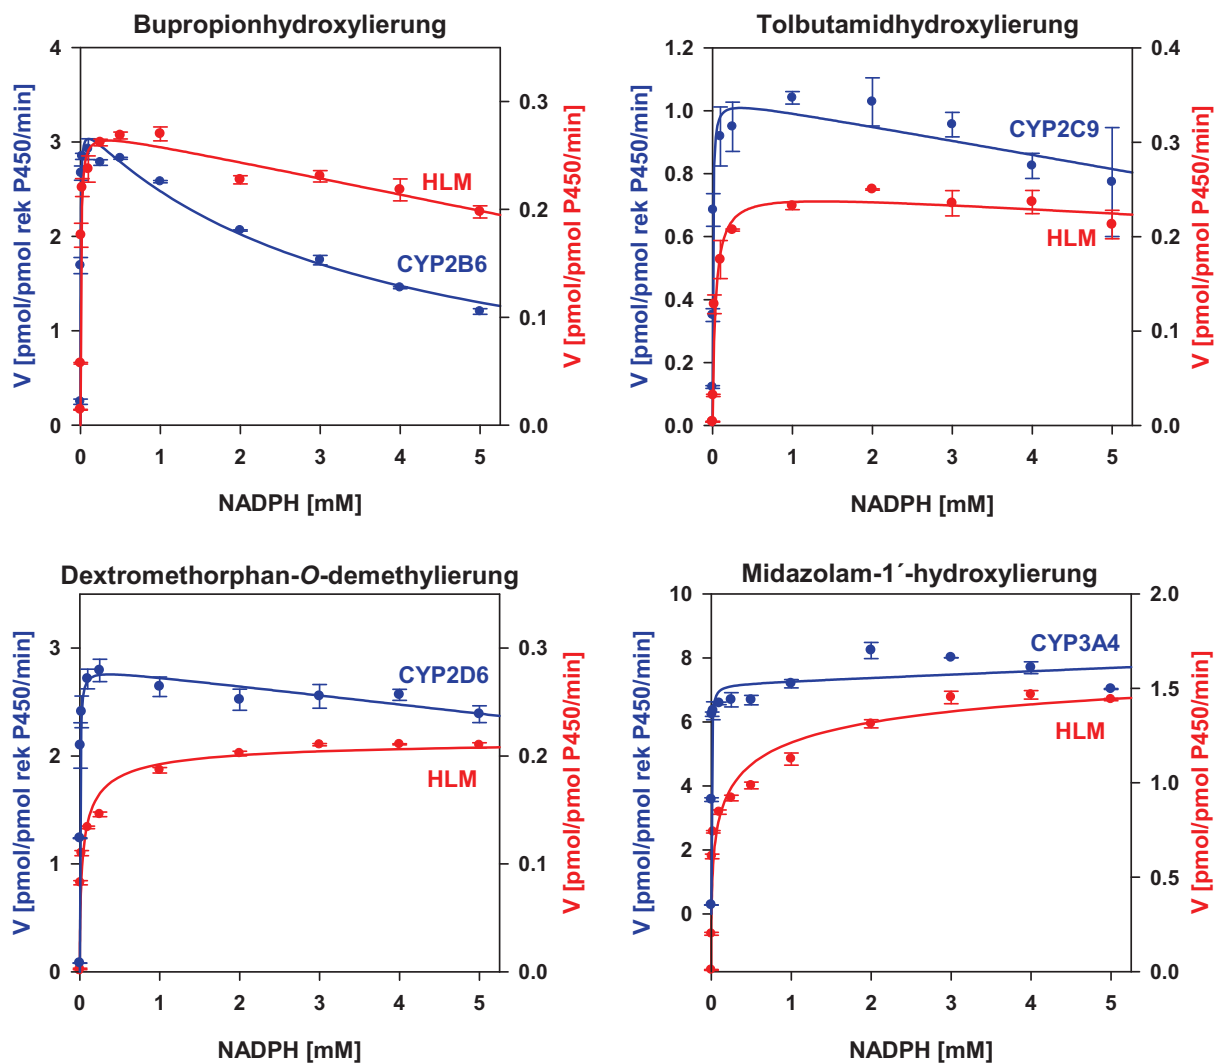 Bupropionhydroxylierung
V [pmol/pmol rek P450/min]
4
3
2
1
0
0.3
0.2
0.1
0.0
V [pmol/pmol P450/min]
HLM
CYP2B6
0 1 2 3 4 5
NADPH [mM]
Tolbutamidhydroxylierung
V [pmol/pmol rek P450/min]
1.2
1.0
0.8
0.6
0.4
0.2
0.0
0.4
0.3
0.2
0.1
0.0
V [pmol/pmol P450/min]
CYP2C9
HLM
0 1 2 3 4 5
NADPH [mM]
Dextromethorphan-O-demethylierung
V [pmol/pmol rek P450/min]
3
2
1
0
0.3
0.2
0.1
0.0
V [pmol/pmol P450/min]
CYP2D6
HLM
0 1 2 3 4 5
NADPH [mM]
Midazolam-1´-hydroxylierung
V [pmol/pmol rek P450/min]
10
8
6
4
2
0
2.0
1.5
1.0
0.5
0.0
V [pmol/pmol P450/min]
CYP3A4
HLM
0 1 2 3 4 5
NADPH [mM]